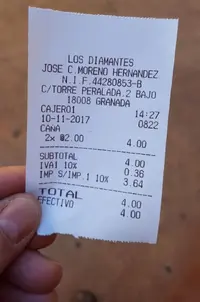 LOS DIAMANTES
JOSE C.MORENO HERNANDEZ
N.I.F.44280853-B
C/TORRE PERALADA,2 BAJO
18008 GRANADA
CAJERO1 14:27
10-11-2017 0822
CAÑA
2x 2.00 4.00
SUBTOTAL 4.00
IVA1 10% 0.36
IMP S/IMP.1 10% 3.64
TOTAL 4.00
EFECTIVO 4.00